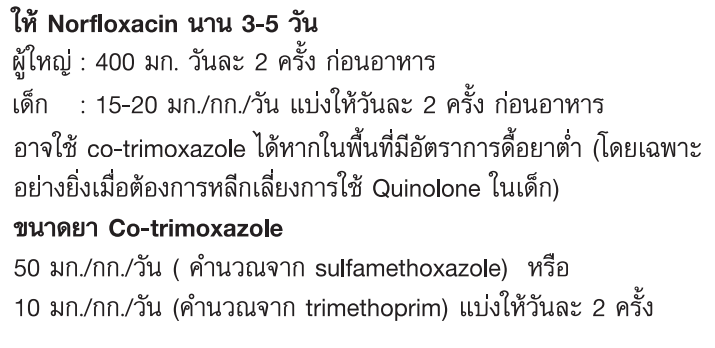 ให้ Norfloxacin นาน 3-5 วัน
ผู้ใหญ่ : 400 มก. วันละ 2 ครั้ง ก่อนอาหาร
เด็ก : 15-20 มก./กก./วัน แบ่งให้วันละ 2 ครั้ง ก่อนอาหาร
อาจใช้ co-trimoxazole ได้หากในพื้นที่มีอัตราการดื้อยาต่ำ (โดยเฉพาะ
อย่างยิ่งเมื่อต้องการหลีกเลี่ยงการใช้ Quinolone ในเด็ก)
ขนาดยา Co-trimoxazole
50 มก./กก./วัน ( คำนวณจาก sulfamethoxazole) หรือ
10 มก./กก./วัน (คำนวณจาก trimethoprim) แบ่งให้วันละ 2 ครั้ง